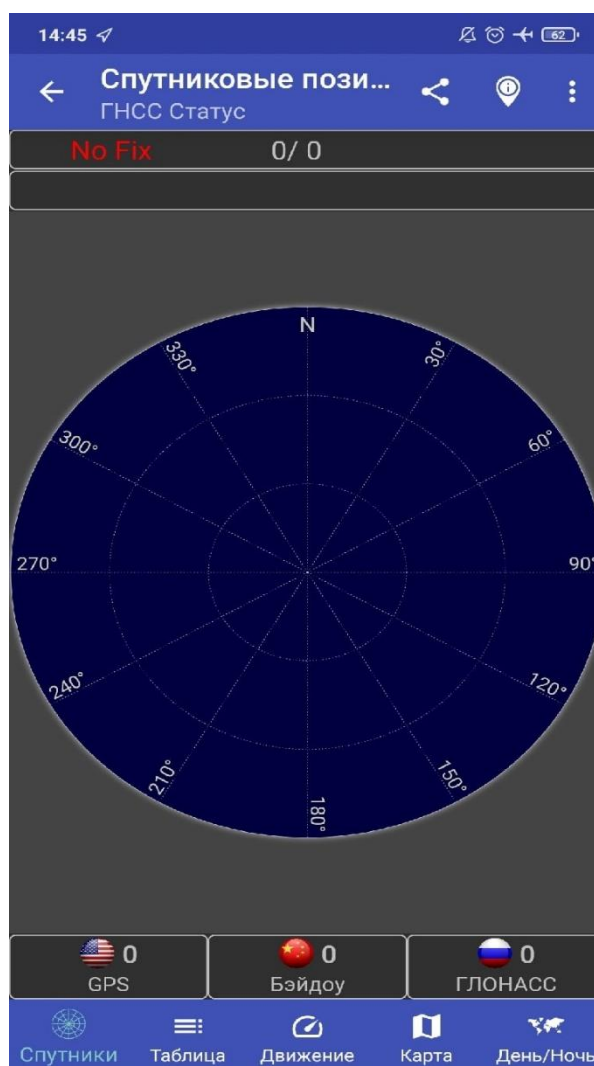 14:45
62
Спутниковые пози...
ГНСС Статус
No Fix 0/ 0
N
330° 30°
300° 60°
270° 90°
240° 120°
210° 150°
180°
0 0 0
GPS Бэйдоу ГЛОНАСС
Спутники Таблица Движение Карта День/Ночь